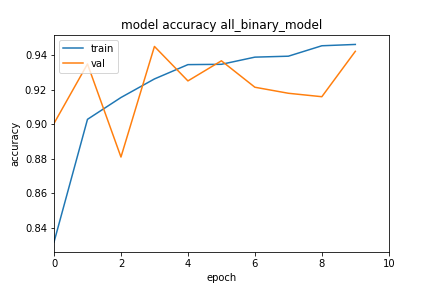 model accuracy all_binary_model
train
val
accuracy
0.94
0.92
0.90
0.88
0.86
0.84
0 2 4 6 8 10
epoch